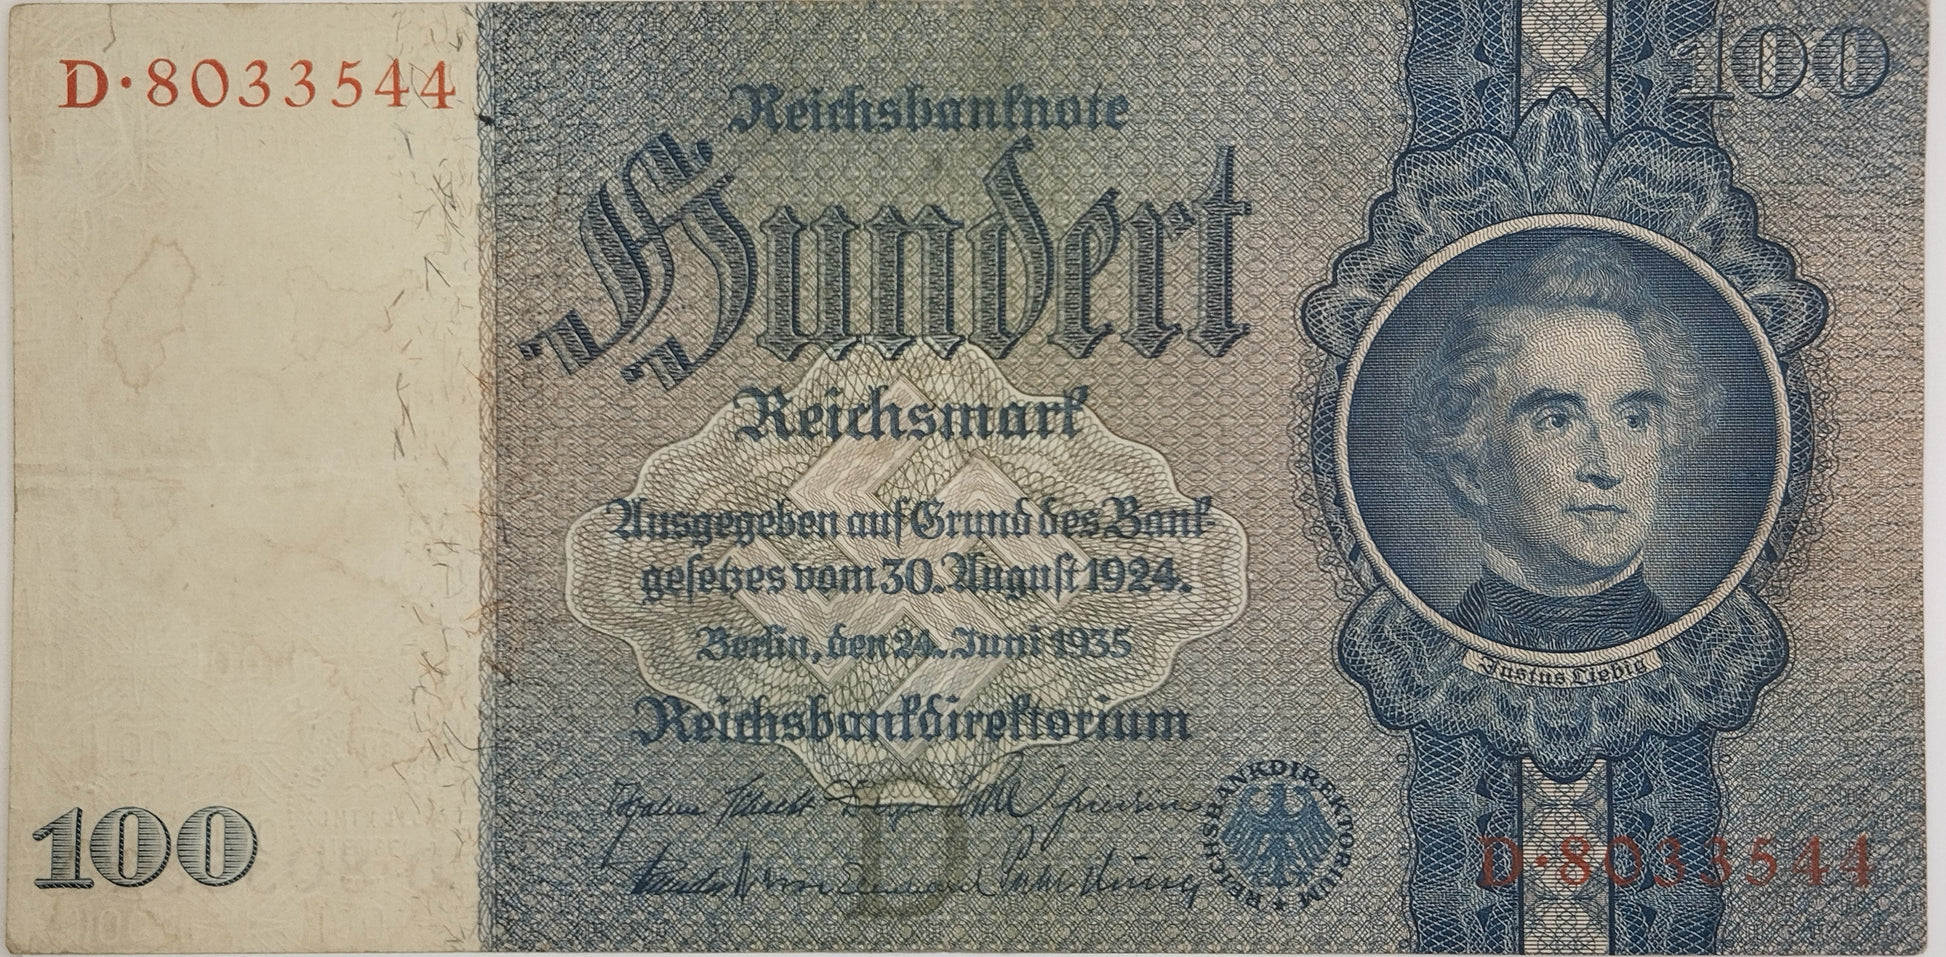 D·8033544
100
Reichsbanknote
Hundert
Reichsmark
Ausgegeben auf Grund des Bank-
gesetzes vom 30. August 1924.
Berlin, den 24. Juni 1935
Reichsbankdirektorium
Justus Liebig
D
REICHSBANKDIREKTORIUM
D·8033544
100